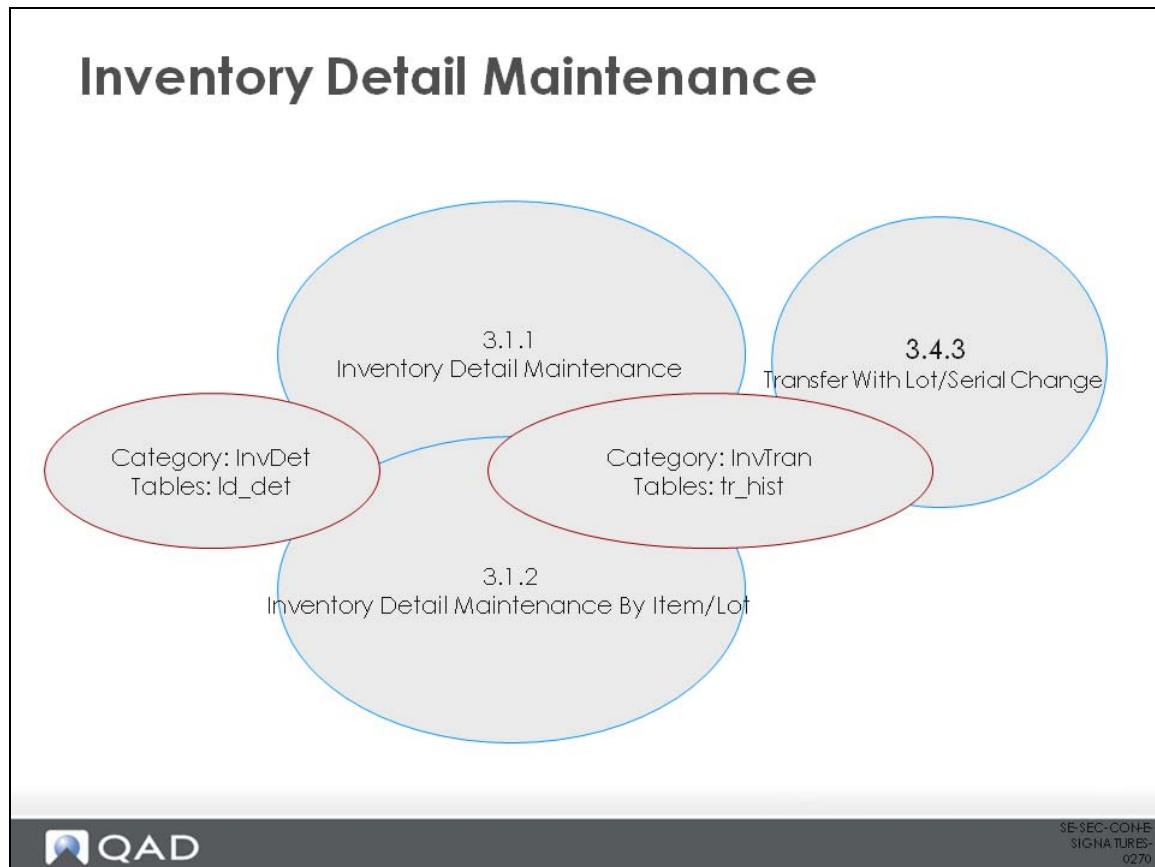 Inventory Detail Maintenance
3.1.1
Inventory Detail Maintenance
3.4.3
Transfer With Lot/Serial Change
Category: InvDet
Tables: ld_det
Category: InvTran
Tables: tr_hist
3.1.2
Inventory Detail Maintenance By Item/Lot
QAD
SE-SEC-CON-E-
SIGNATURES-
0270